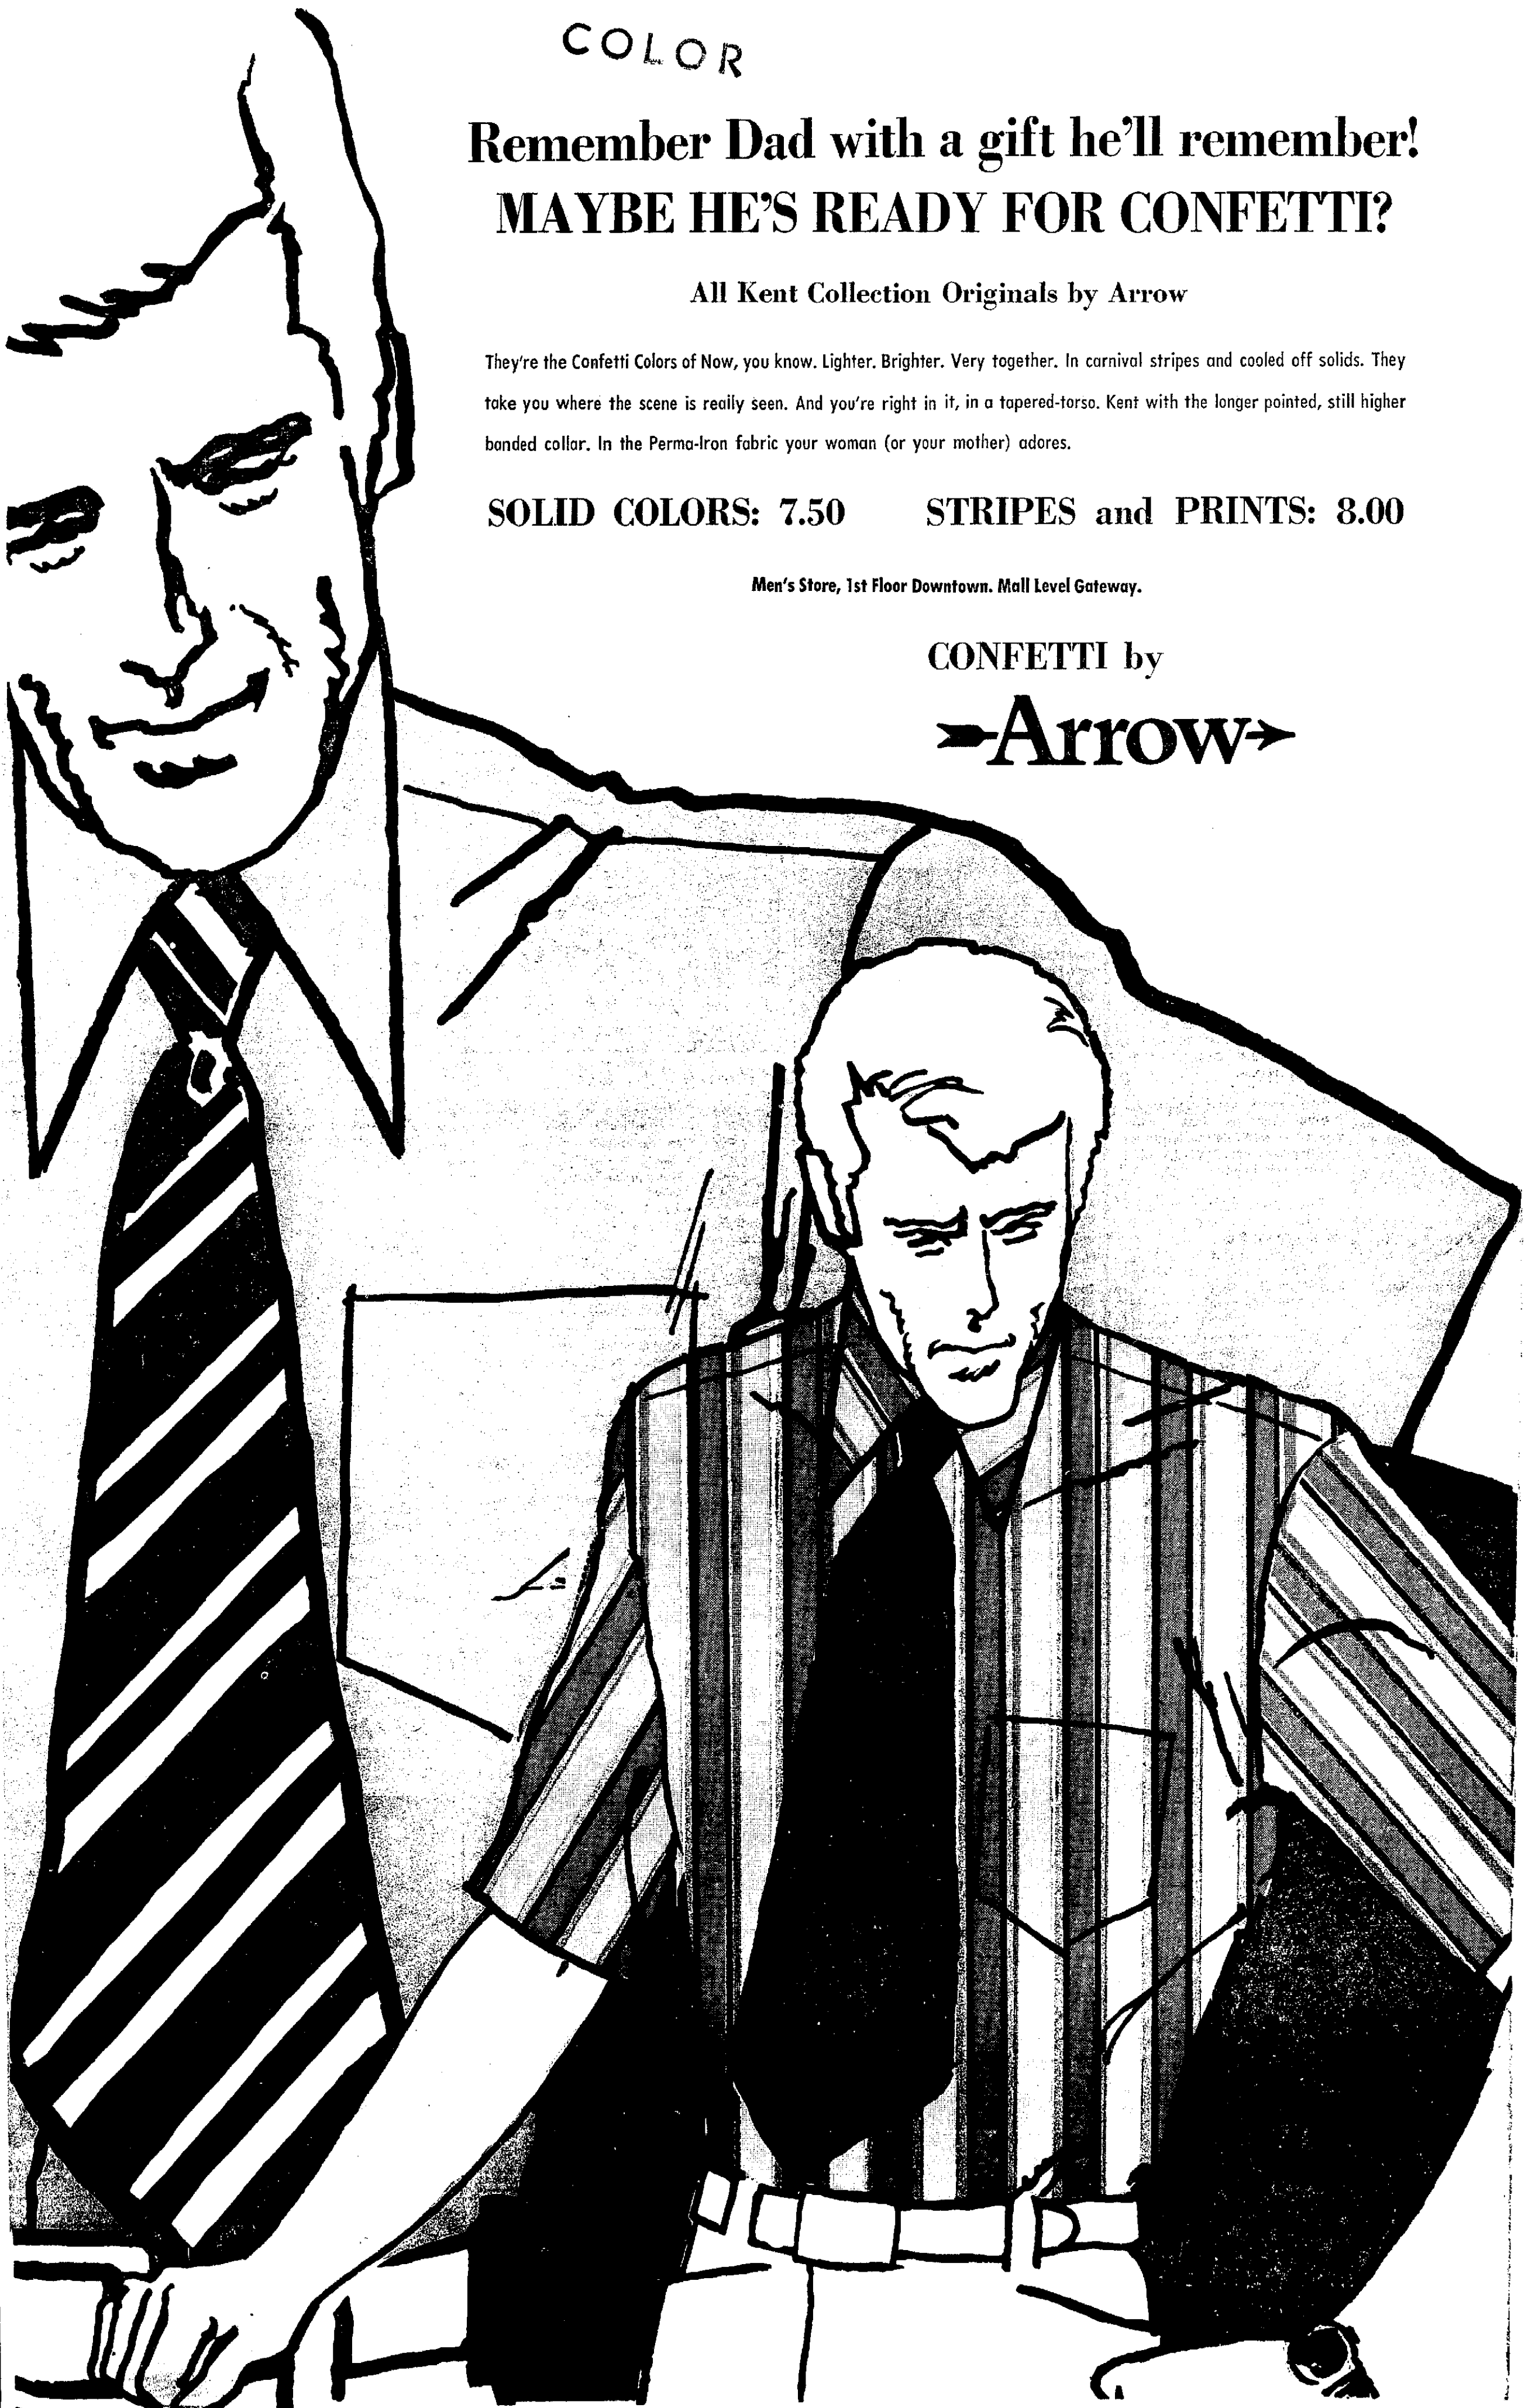 COLOR
Remember Dad with a gift he'll remember!
MAYBE HE'S READY FOR CONFETTI?
All Kent Collection Originals by Arrow
They're the Confetti Colors of Now, you know. Lighter. Brighter. Very together. In carnival stripes and cooled off solids. They
take you where the scene is really seen. And you're right in it, in a tapered-torso. Kent with the longer pointed, still higher
banded collar. In the Perma-Iron fabric your woman (or your mother) adores.
SOLID COLORS: 7.50 STRIPES and PRINTS: 8.00
Men's Store, 1st Floor Downtown. Mall Level Gateway.
CONFETTI by
Arrow